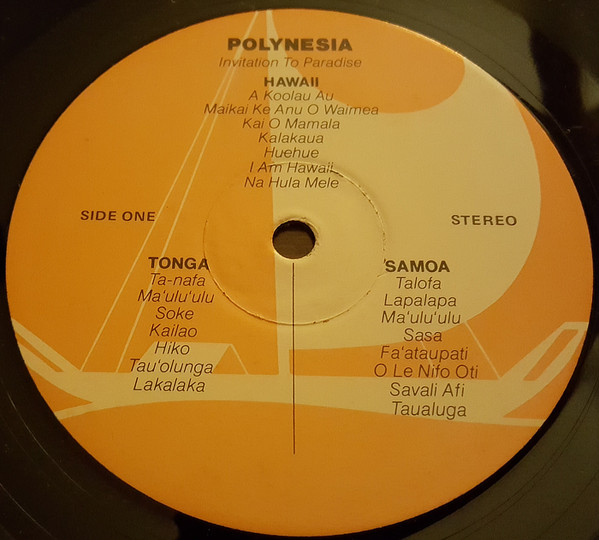 POLYNESIA
Invitation To Paradise
HAWAII
A Koolau Au
Maikai Ke Anu O Waimea
Kai O Mamala
Kalakaua
Huehue
I Am Hawaii
Na Hula Mele
SIDE ONE
STEREO
TONGA
Ta-nafa
Ma'ulu'ulu
Soke
Kailao
Hiko
Tau'olunga
Lakalaka
SAMOA
Talofa
Lapalapa
Ma'ulu'ulu
Sasa
Fa'ataupati
O Le Nifo Oti
Savali Afi
Taualuga